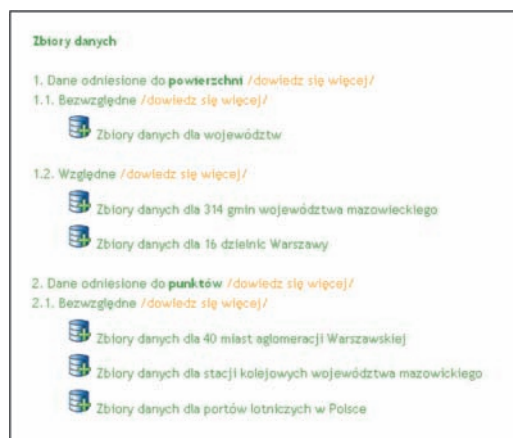 Zbiory danych
1. Dane odniesione do powierzchni /dowiedz się więcej/
1.1. Bezwzględne /dowiedz się więcej/
Zbiory danych dla województw
1.2. Względne /dowiedz się więcej/
Zbiory danych dla 314 gmin województwa mazowieckiego
Zbiory danych dla 16 dzielnic Warszawy
2. Dane odniesione do punktów /dowiedz się więcej/
2.1. Bezwzględne /dowiedz się więcej/
Zbiory danych dla 40 miast aglomeracji Warszawskiej
Zbiory danych dla stacji kolejowych województwa mazowickiego
Zbiory danych dla portów lotniczych w Polsce